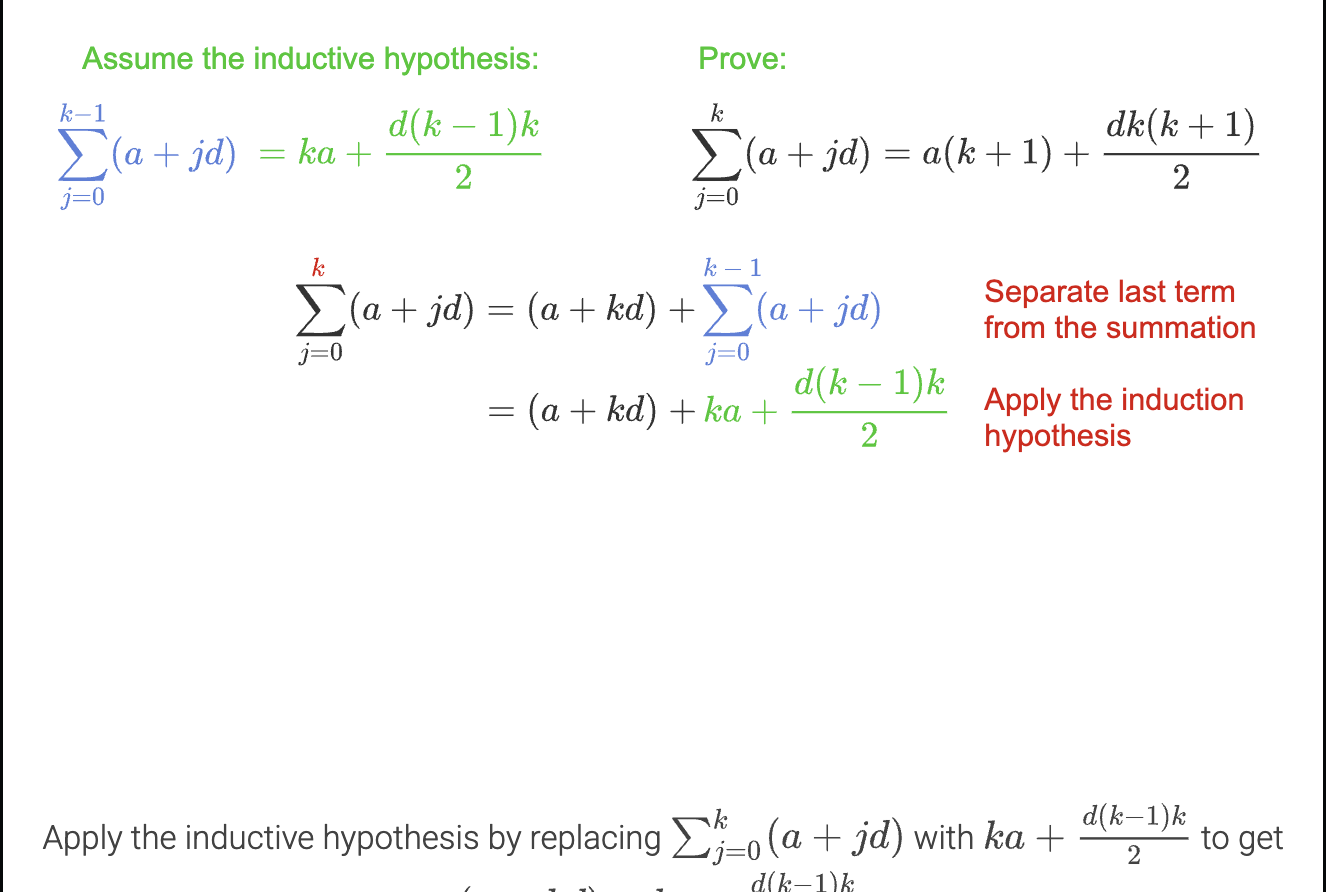 Assume the inductive hypothesis: Prove:
\sum_{j=0}^{k-1}(a + jd) = ka + \frac{d(k-1)k}{2} \sum_{j=0}^{k}(a + jd) = a(k+1) + \frac{dk(k+1)}{2}
\sum_{j=0}^{k}(a + jd) = (a + kd) + \sum_{j=0}^{k-1}(a + jd)
Separate last term
from the summation
= (a + kd) + ka + \frac{d(k-1)k}{2}
Apply the induction
hypothesis
Apply the inductive hypothesis by replacing \sum_{j=0}^{k}(a + jd) with ka + \frac{d(k-1)k}{2} to get